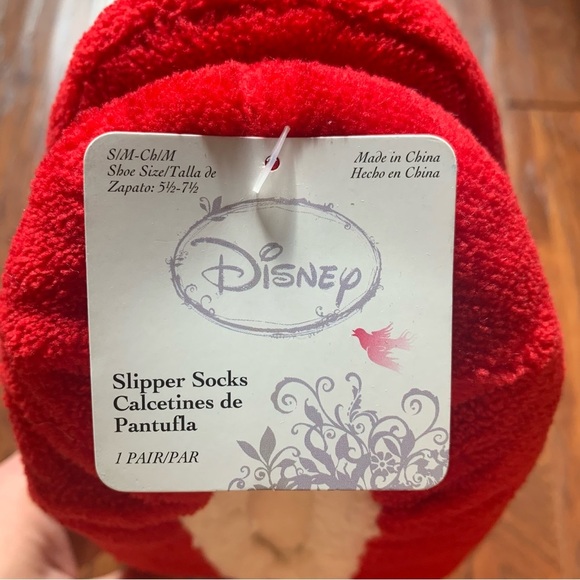 S/M-Ch/M
Shoe Size/Talla de
Zapato: 5½-7½
Made in China
Hecho en China
Disney
Slipper Socks
Calcetines de
Pantufla
1 PAIR/PAR